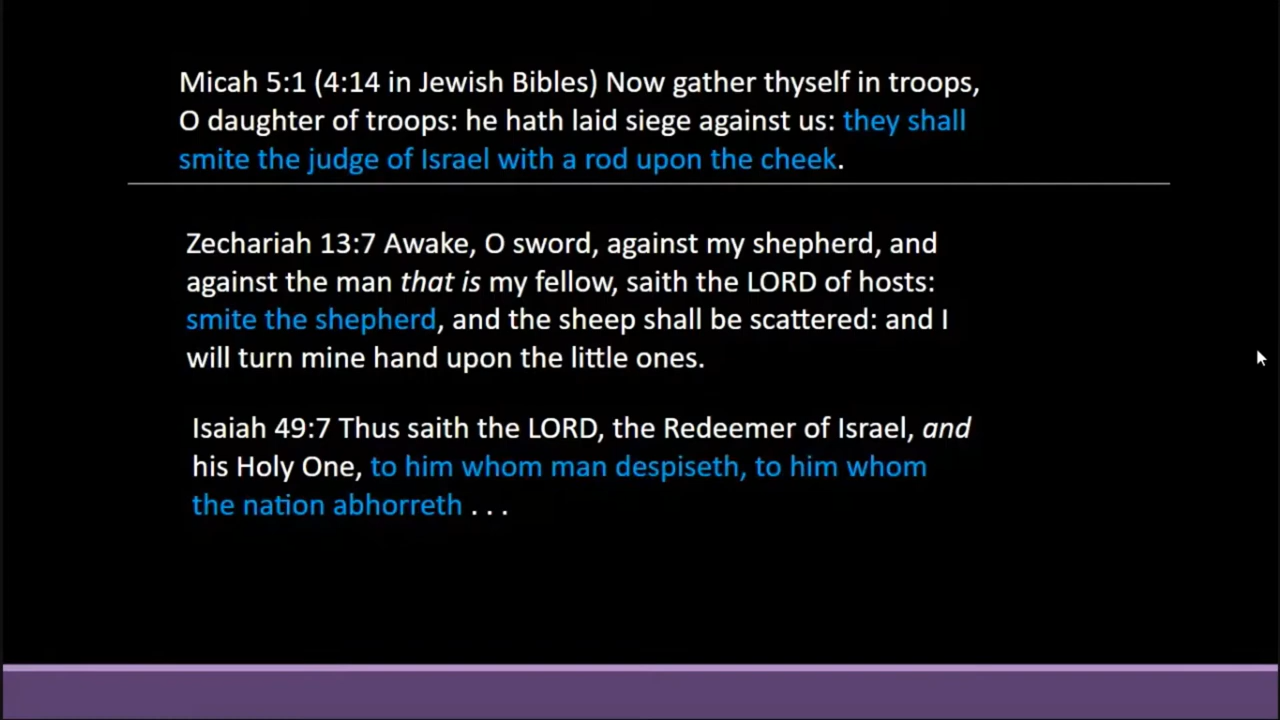 Micah 5:1 (4:14 in Jewish Bibles) Now gather thyself in troops,
O daughter of troops: he hath laid siege against us: they shall
smite the judge of Israel with a rod upon the cheek.
Zechariah 13:7 Awake, O sword, against my shepherd, and
against the man that is my fellow, saith the LORD of hosts:
smite the shepherd, and the sheep shall be scattered: and I
will turn mine hand upon the little ones.
Isaiah 49:7 Thus saith the LORD, the Redeemer of Israel, and
his Holy One, to him whom man despiseth, to him whom
the nation abhorreth . . .